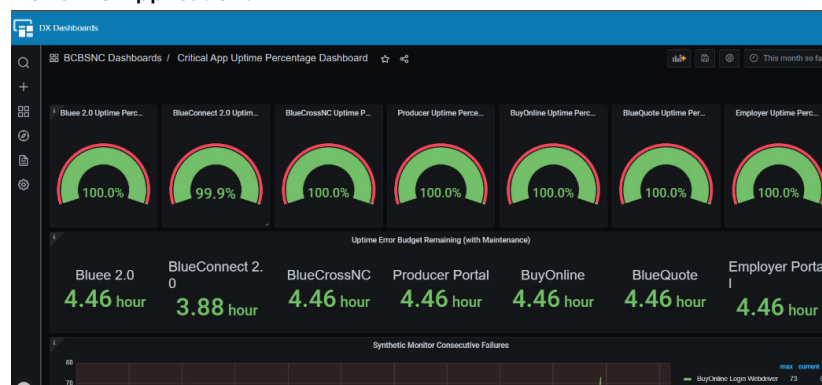 DX Dashboards
BCBSNC Dashboards / Critical App Uptime Percentage Dashboard
This month so fa
Bluee 2.0 Uptime Perc...
BlueConnect 2.0 Uptim...
BlueCrossNC Uptime P...
Producer Uptime Perce...
BuyOnline Uptime Perc...
BlueQuote Uptime Per...
Employer Uptime Perc...
100.0%
99.9%
100.0%
100.0%
100.0%
100.0%
100.0%
Uptime Error Budget Remaining (with Maintenance)
Bluee 2.0
4.46 hour
BlueConnect 2.
0
3.88 hour
BlueCrossNC
4.46 hour
Producer Portal
4.46 hour
BuyOnline
4.46 hour
BlueQuote
4.46 hour
Employer Porta
l
4.46 hour
Synthetic Monitor Consecutive Failures
80
70
max current
BuyOnline Login Webdriver 73